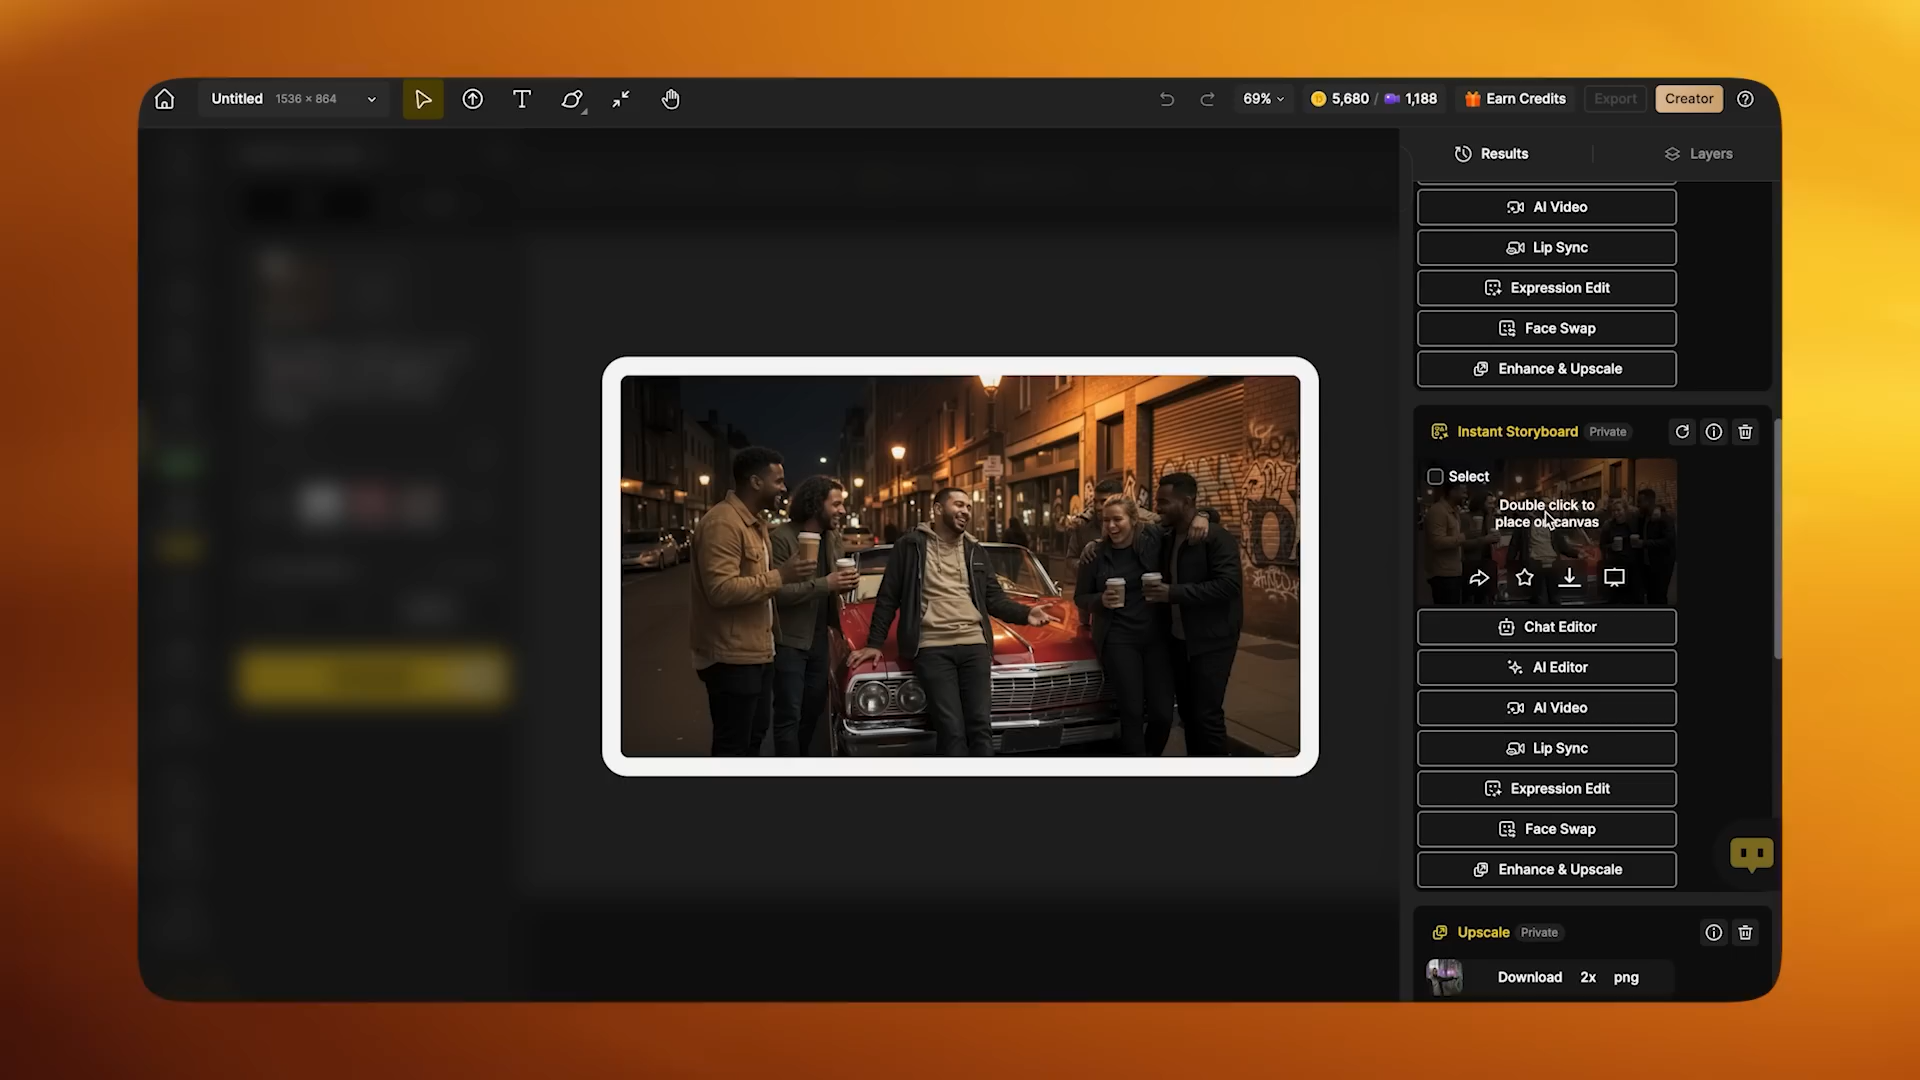 Untitled 1536 × 864
69%
5,680 / 1,188
Earn Credits
Export
Creator
Results
Layers
AI Video
Lip Sync
Expression Edit
Face Swap
Enhance & Upscale
Instant Storyboard Private
Select
Double click to
place on canvas
Chat Editor
AI Editor
AI Video
Lip Sync
Expression Edit
Face Swap
Enhance & Upscale
Upscale Private
Download 2x png